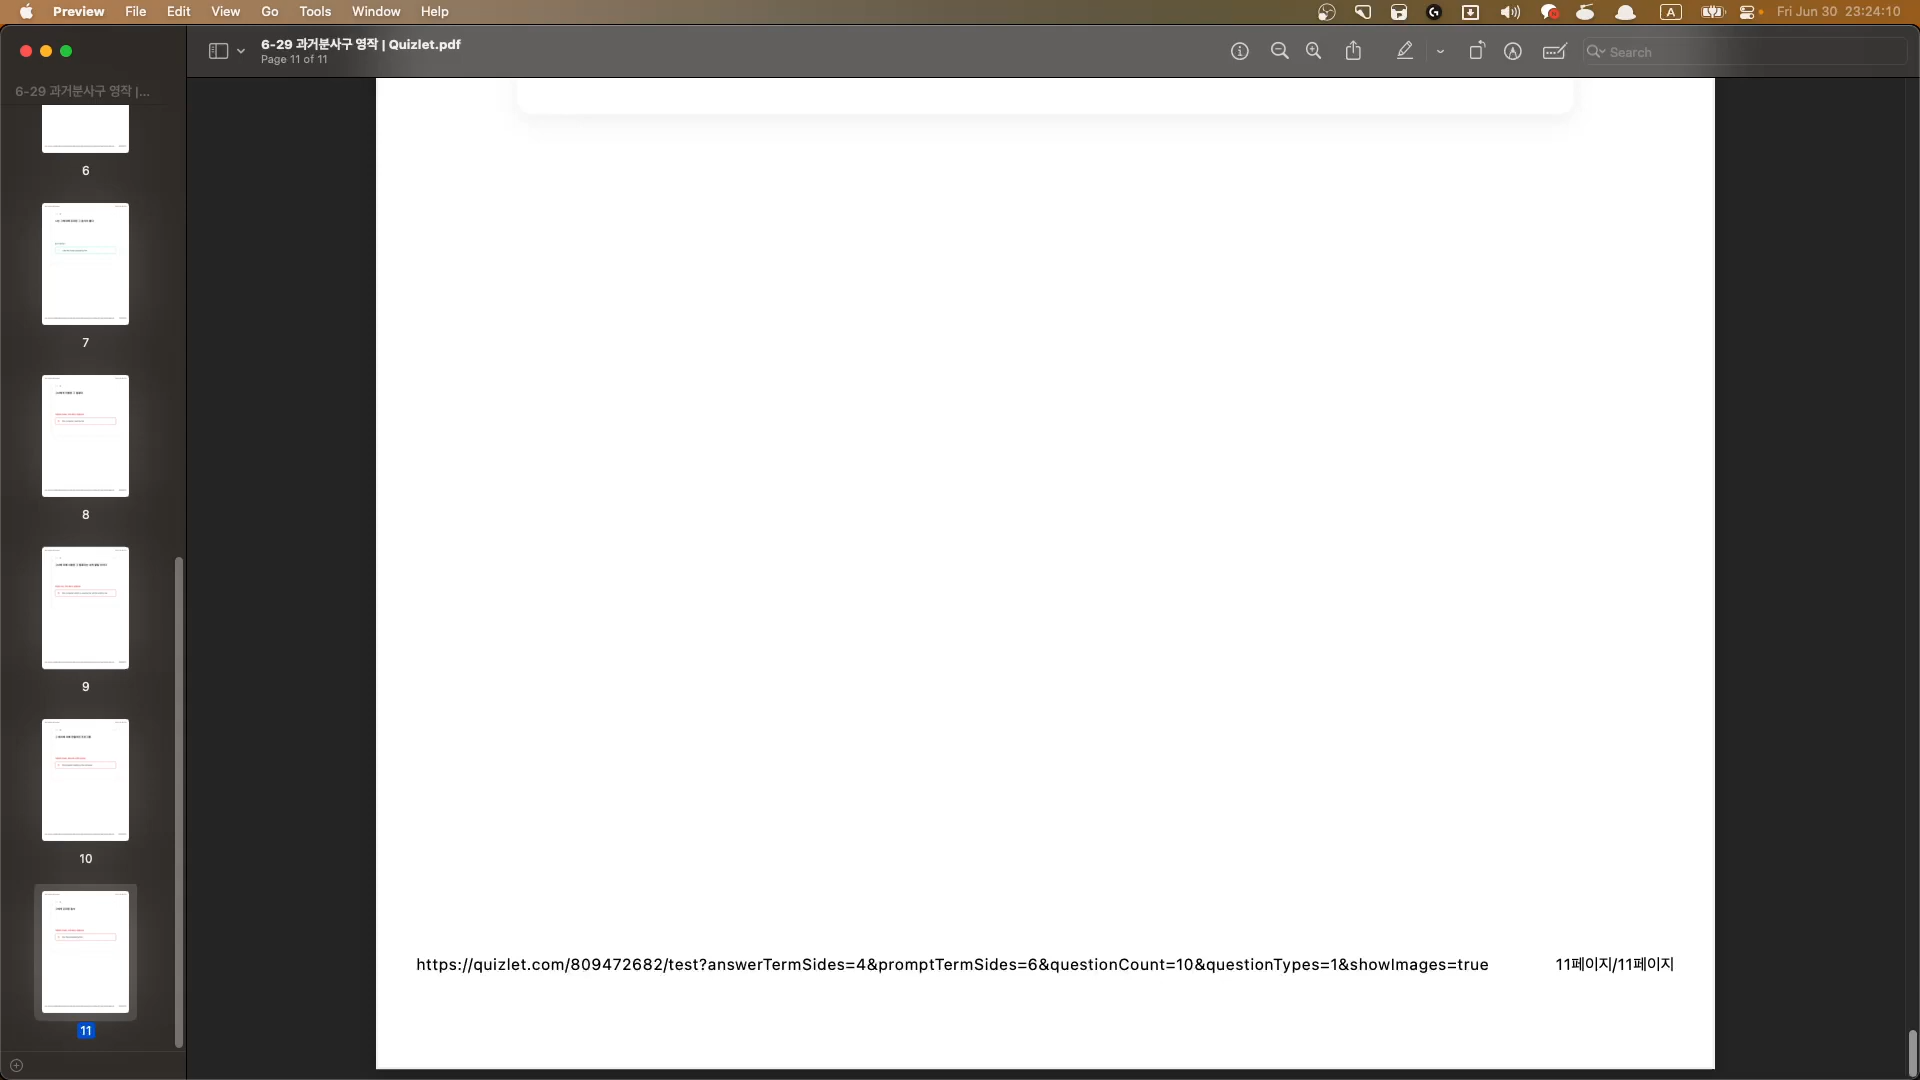 Preview File Edit View Go Tools Window Help
A
Fri Jun 30 23:24:10
6-29 과거분사구 영작 | Quizlet.pdf
Page 11 of 11
Search
6-29 과거분사구 영작 |...
6
7
8
9
10
11
https://quizlet.com/809472682/test?answerTermSides=4&promptTermSides=6&questionCount=10&questionTypes=1&showImages=true
11페이지/11페이지